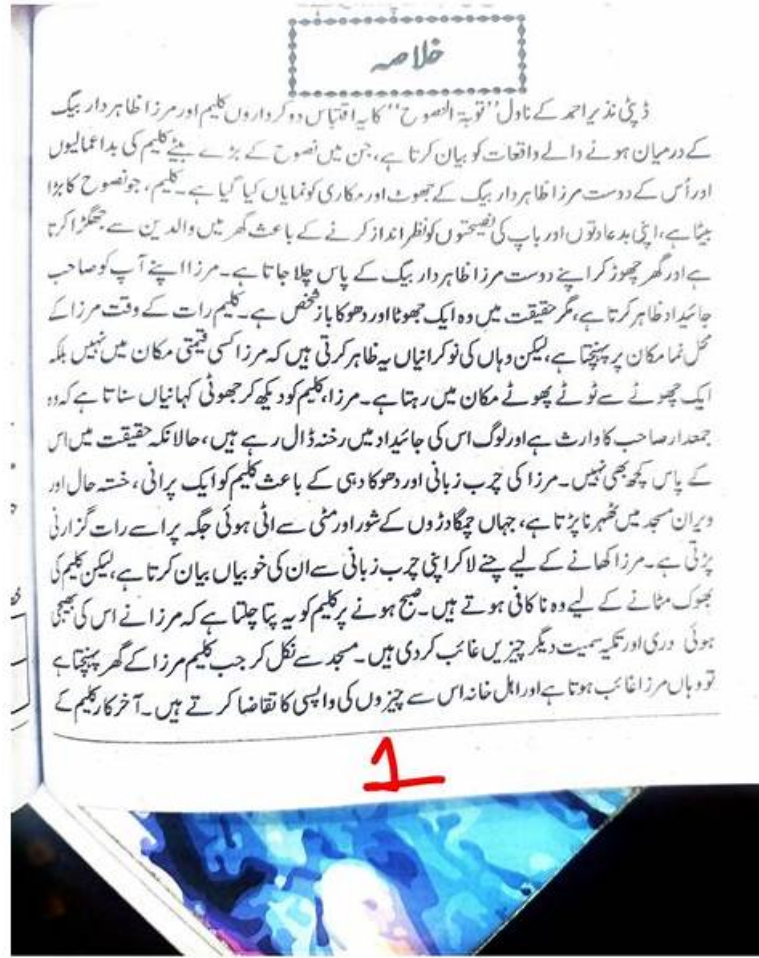 خلاصہ
ڈپٹی نذیر احمد کے ناول "توبۃ النصوح" کا یہ اقتباس دو کرداروں کلیم اور مرزا ظاہر دار بیگ
کے درمیان ہونے والے واقعات کو بیان کرتا ہے، جن میں نصوح کے بڑے بیٹے کلیم کی بداعمالیوں
اور اُس کے دوست مرزا ظاہر دار بیگ کے جھوٹ اور مکاری کو نمایاں کیا گیا ہے۔ کلیم، جو نصوح کا بڑا
بیٹا ہے، اپنی بدعادتوں اور باپ کی نصیحتوں کو نظر انداز کرنے کے باعث گھر میں والدین سے جھگڑا کرتا
ہے اور گھر چھوڑ کر اپنے دوست مرزا ظاہر دار بیگ کے پاس چلا جاتا ہے۔ مرزا اپنے آپ کو صاحب
جائیداد ظاہر کرتا ہے، مگر حقیقت میں وہ ایک جھوٹا اور دھوکا باز شخص ہے۔ کلیم رات کے وقت مرزا کے
محل نما مکان پر پہنچتا ہے، لیکن وہاں کی نوکرانیاں یہ ظاہر کرتی ہیں کہ مرزا کسی قیمتی مکان میں نہیں بلکہ
ایک چھوٹے سے ٹوٹے پھوٹے مکان میں رہتا ہے۔ مرزا، کلیم کو دیکھ کر جھوٹی کہانیاں سناتا ہے کہ وہ
جمعدار صاحب کا وارث ہے اور لوگ اس کی جائیداد میں رخنہ ڈال رہے ہیں، حالانکہ حقیقت میں اس
کے پاس کچھ بھی نہیں۔ مرزا کی چرب زبانی اور دھوکا دہی کے باعث کلیم کو ایک پرانی، خستہ حال اور
ویران مسجد میں ٹھہرنا پڑتا ہے، جہاں چمگادڑوں کے شور اور مٹی سے اٹی ہوئی جگہ پر اسے رات گزارنی
پڑتی ہے۔ مرزا کھانے کے لیے چنے لا کر اپنی چرب زبانی سے ان کی خوبیاں بیان کرتا ہے، لیکن کلیم کی
بھوک مٹانے کے لیے وہ ناکافی ہوتے ہیں۔ صبح ہونے پر کلیم کو یہ پتا چلتا ہے کہ مرزا نے اس کی بھیجی
ہوئی دری اور تکیہ سمیت دیگر چیزیں غائب کر دی ہیں۔ مسجد سے نکل کر جب کلیم مرزا کے گھر پہنچتا ہے
تو وہاں مرزا غائب ہوتا ہے اور اہل خانہ اس سے چیزوں کی واپسی کا تقاضا کرتے ہیں۔ آخر کار کلیم کے
1